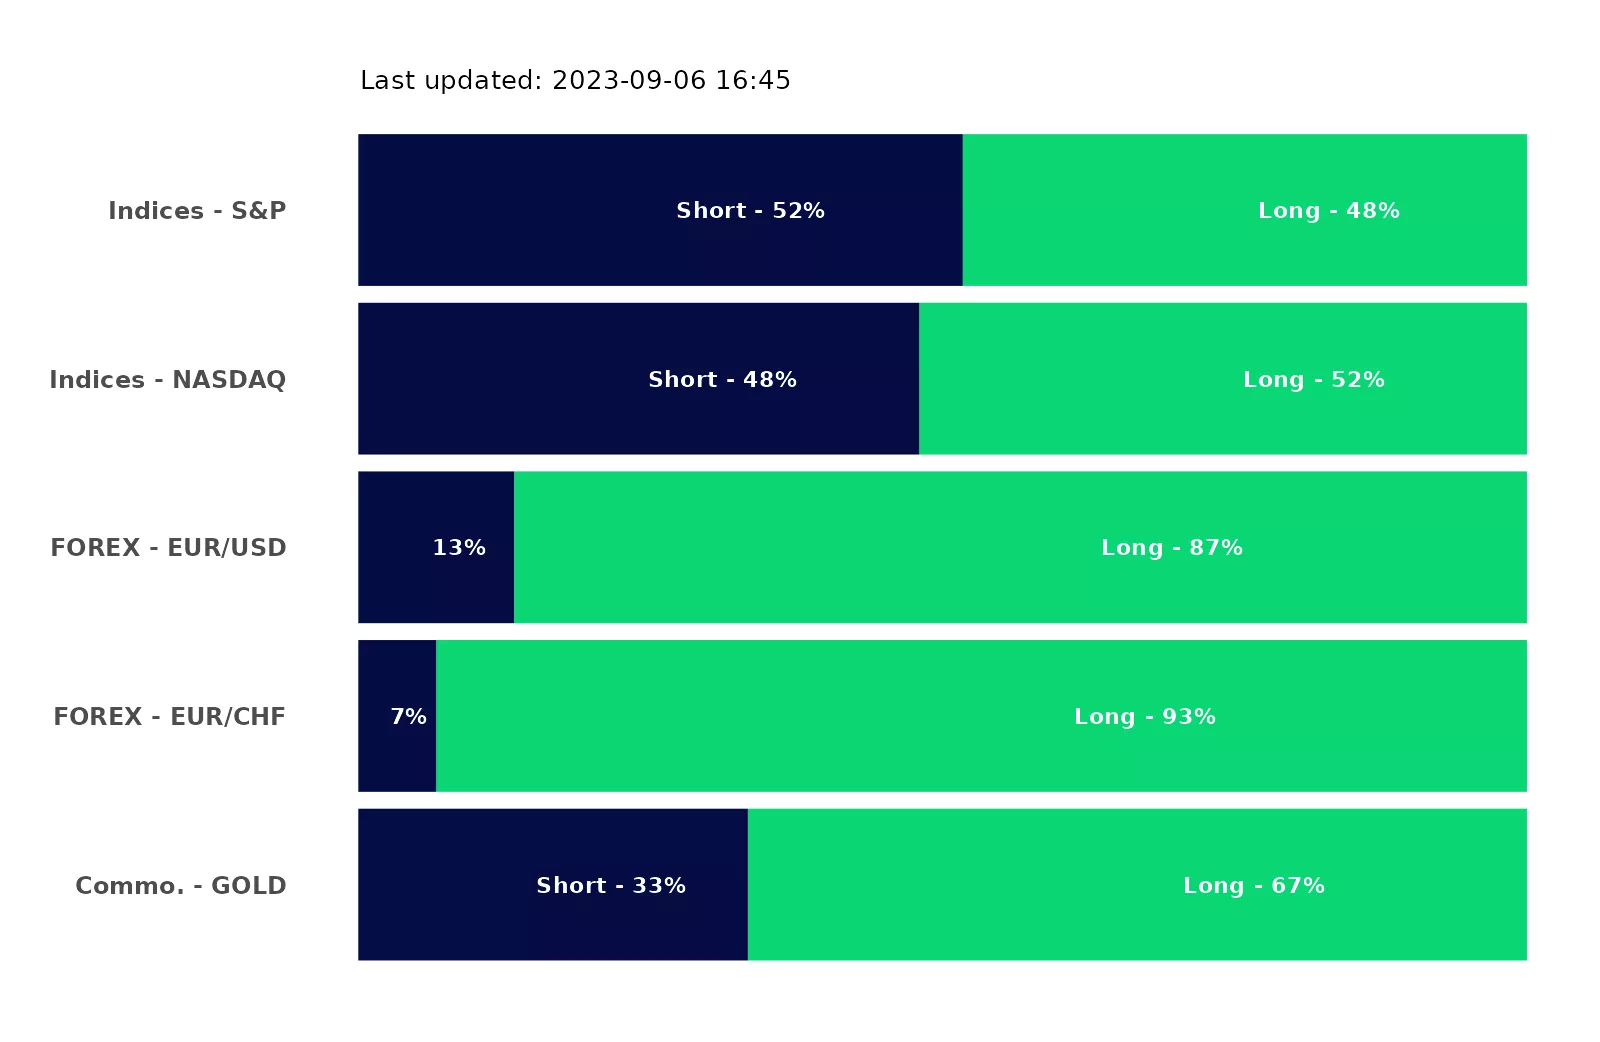 Last updated: 2023-09-06 16:45
Indices - S&P
Short - 52%
Long - 48%
Indices - NASDAQ
Short - 48%
Long - 52%
FOREX - EUR/USD
13%
Long - 87%
FOREX - EUR/CHF
7%
Long - 93%
Commo. - GOLD
Short - 33%
Long - 67%